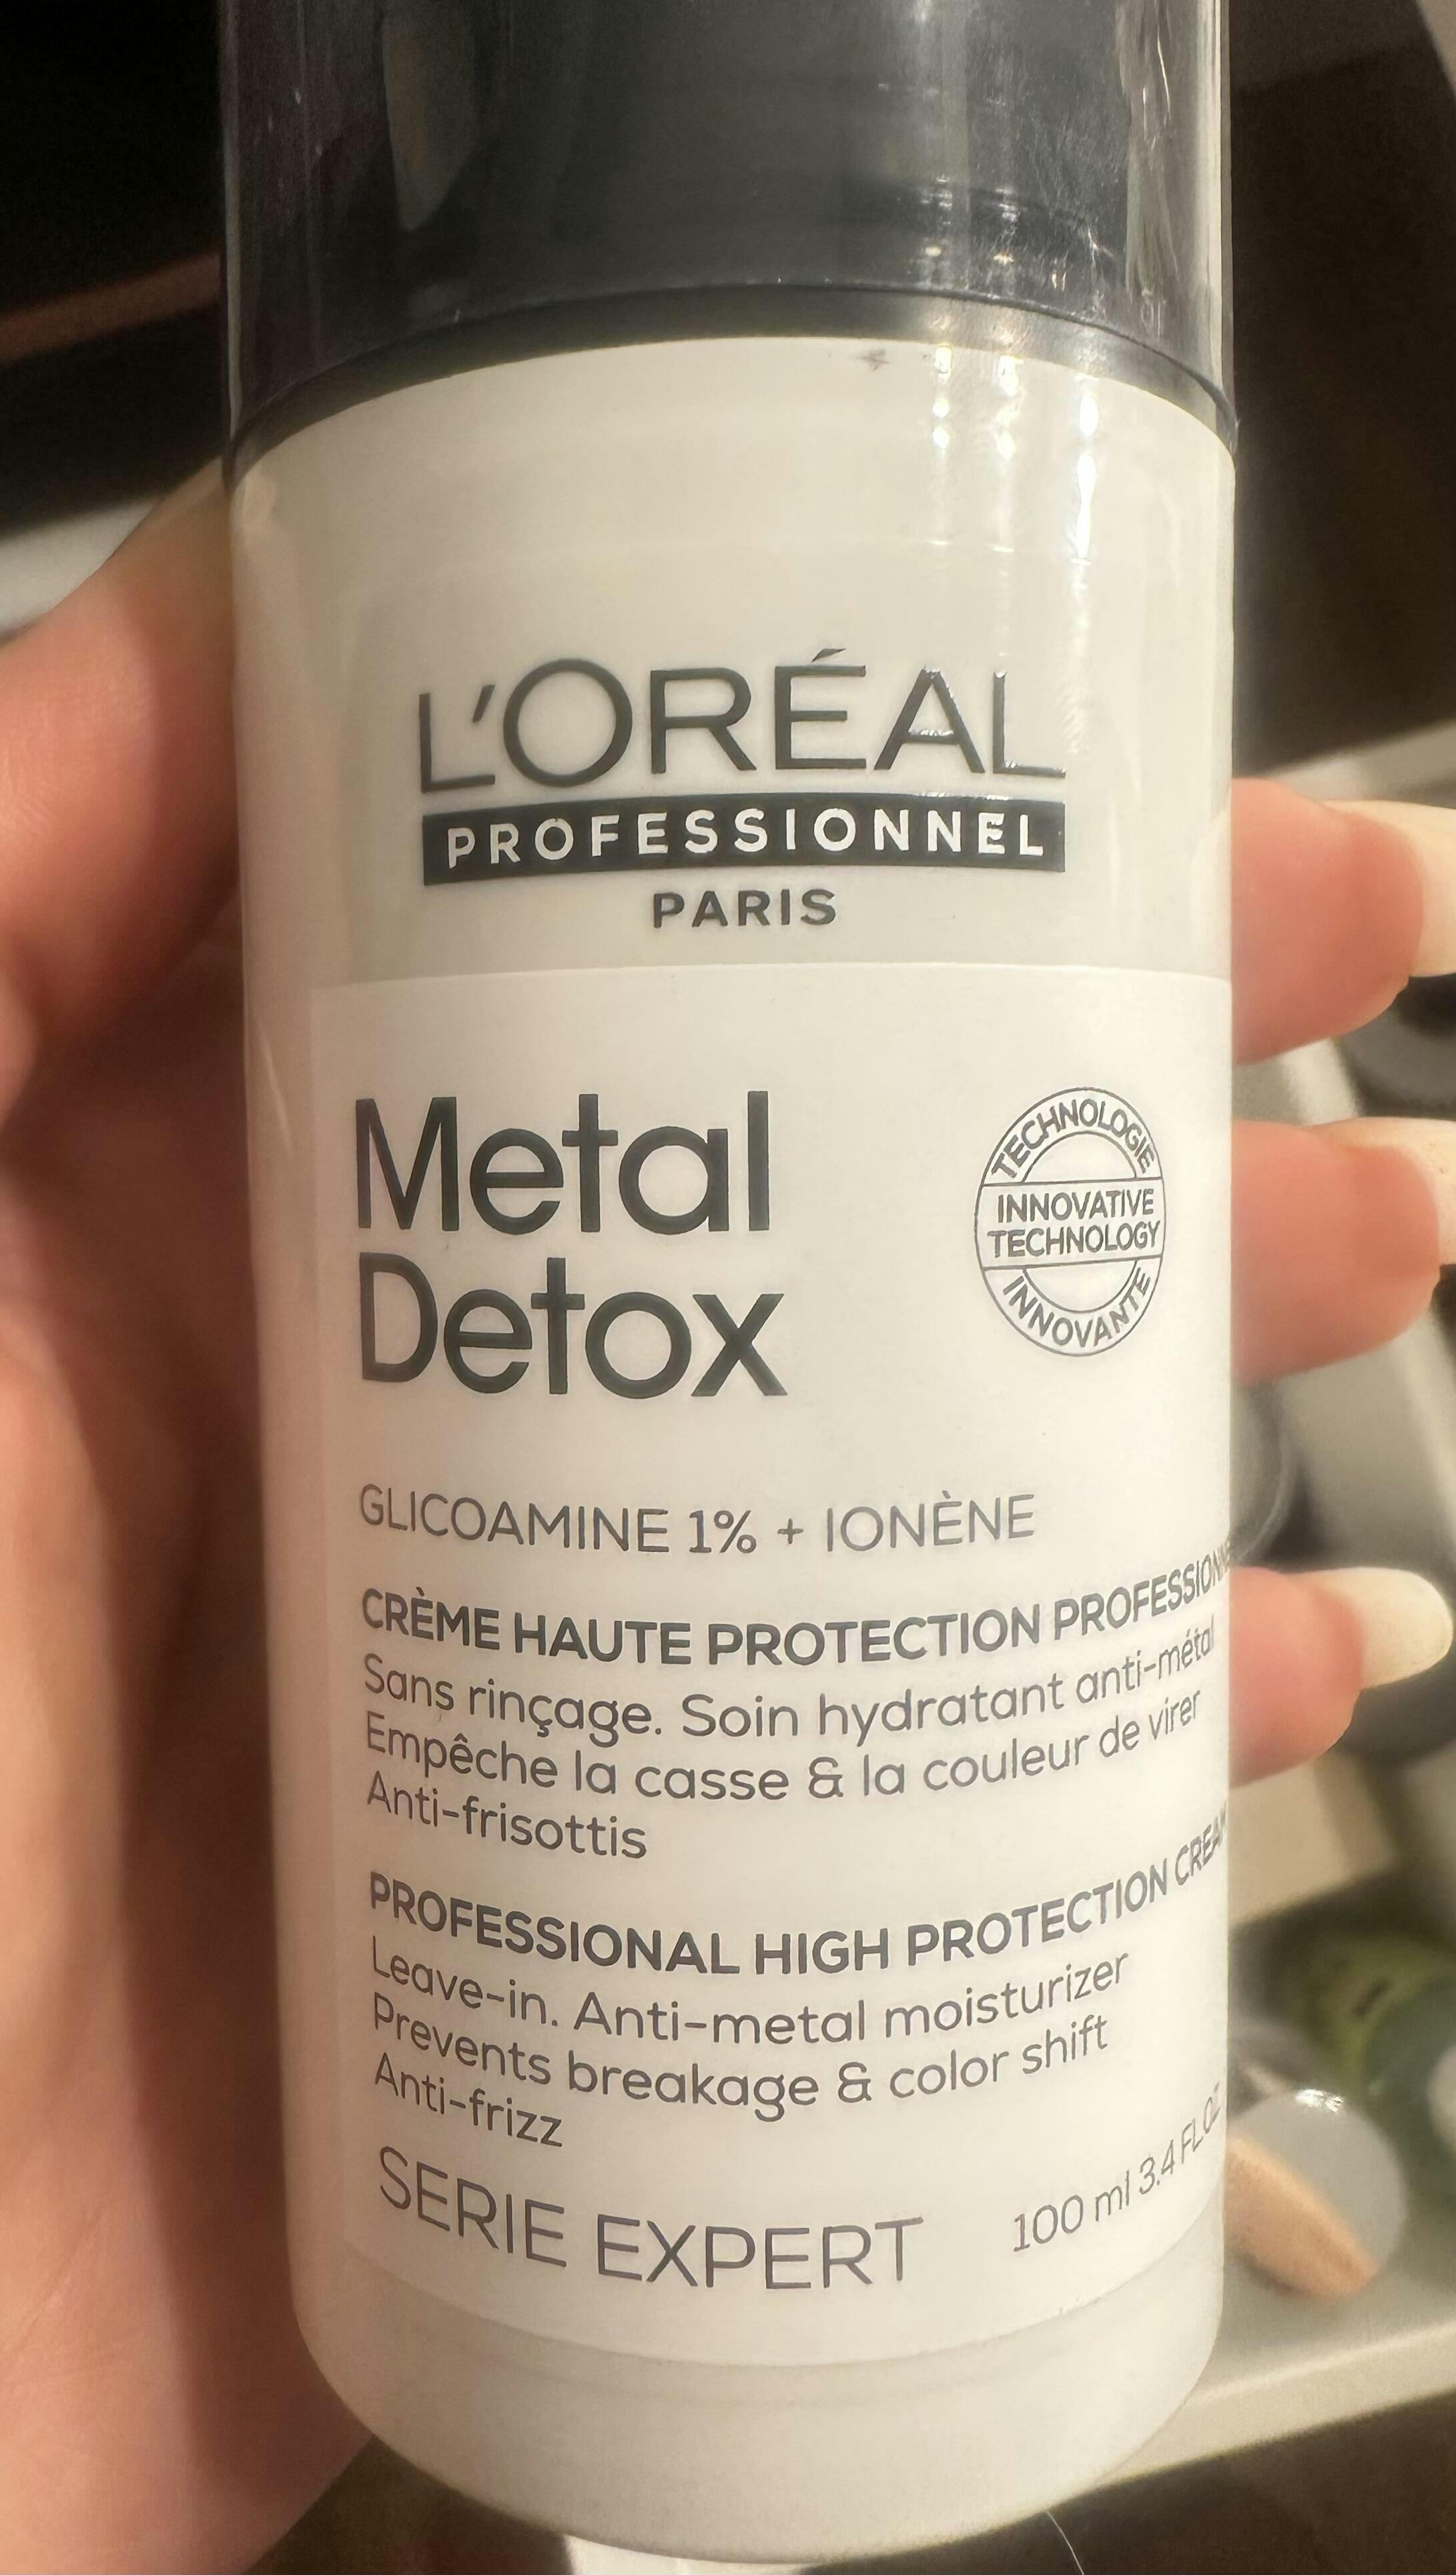 L'ORÉAL
PROFESSIONNEL
PARIS
Metal
Detox
TECHNOLOGIE
INNOVATIVE
TECHNOLOGY
INNOVANTE
GLICOAMINE 1% + IONÈNE
CRÈME HAUTE PROTECTION
Sans rinçage. Soin hydratant anti-métal
Empêche la casse & la couleur de virer
Anti-frisottis
PROFESSIONAL HIGH PROTECTION
Leave-in. Anti-metal moisturizer
Prevents breakage & color shift
Anti-frizz
SERIE EXPERT
100 ml 3.4 FL.OZ